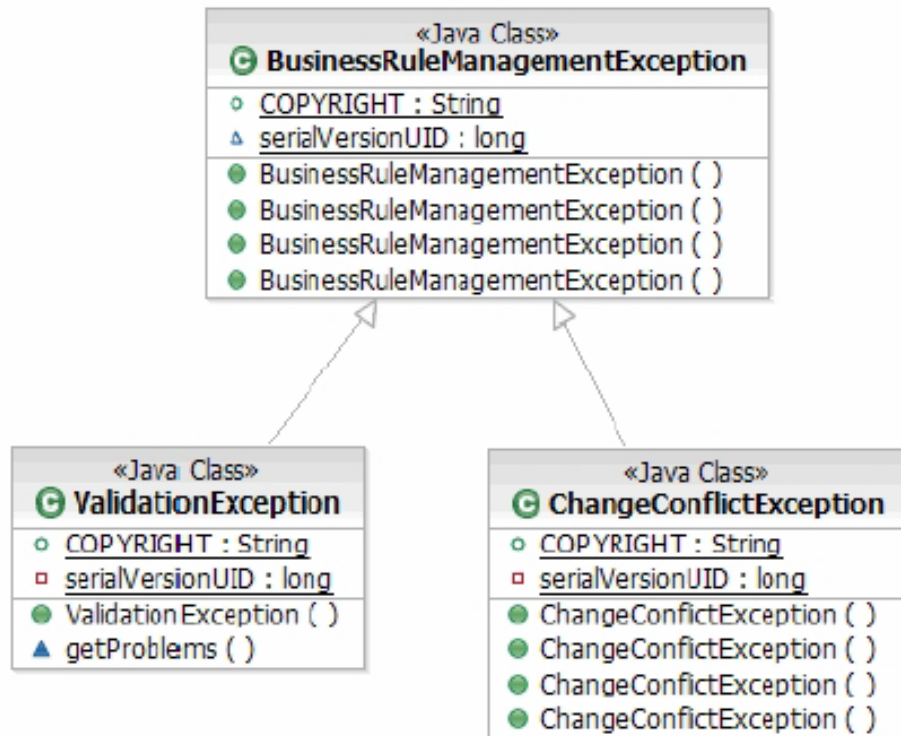 «Java Class»
BusinessRuleManagementException
COPYRIGHT : String
serialVersionUID : long
BusinessRuleManagementException ( )
BusinessRuleManagementException ( )
BusinessRuleManagementException ( )
BusinessRuleManagementException ( )
«Java Class»
ValidationException
COPYRIGHT : String
serialVersionUID : long
ValidationException ( )
getProblems ( )
«Java Class»
ChangeConflictException
COPYRIGHT : String
serialVersionUID : long
ChangeConfictException ( )
ChangeConfictException ( )
ChangeConfictException ( )
ChangeConfictException ( )